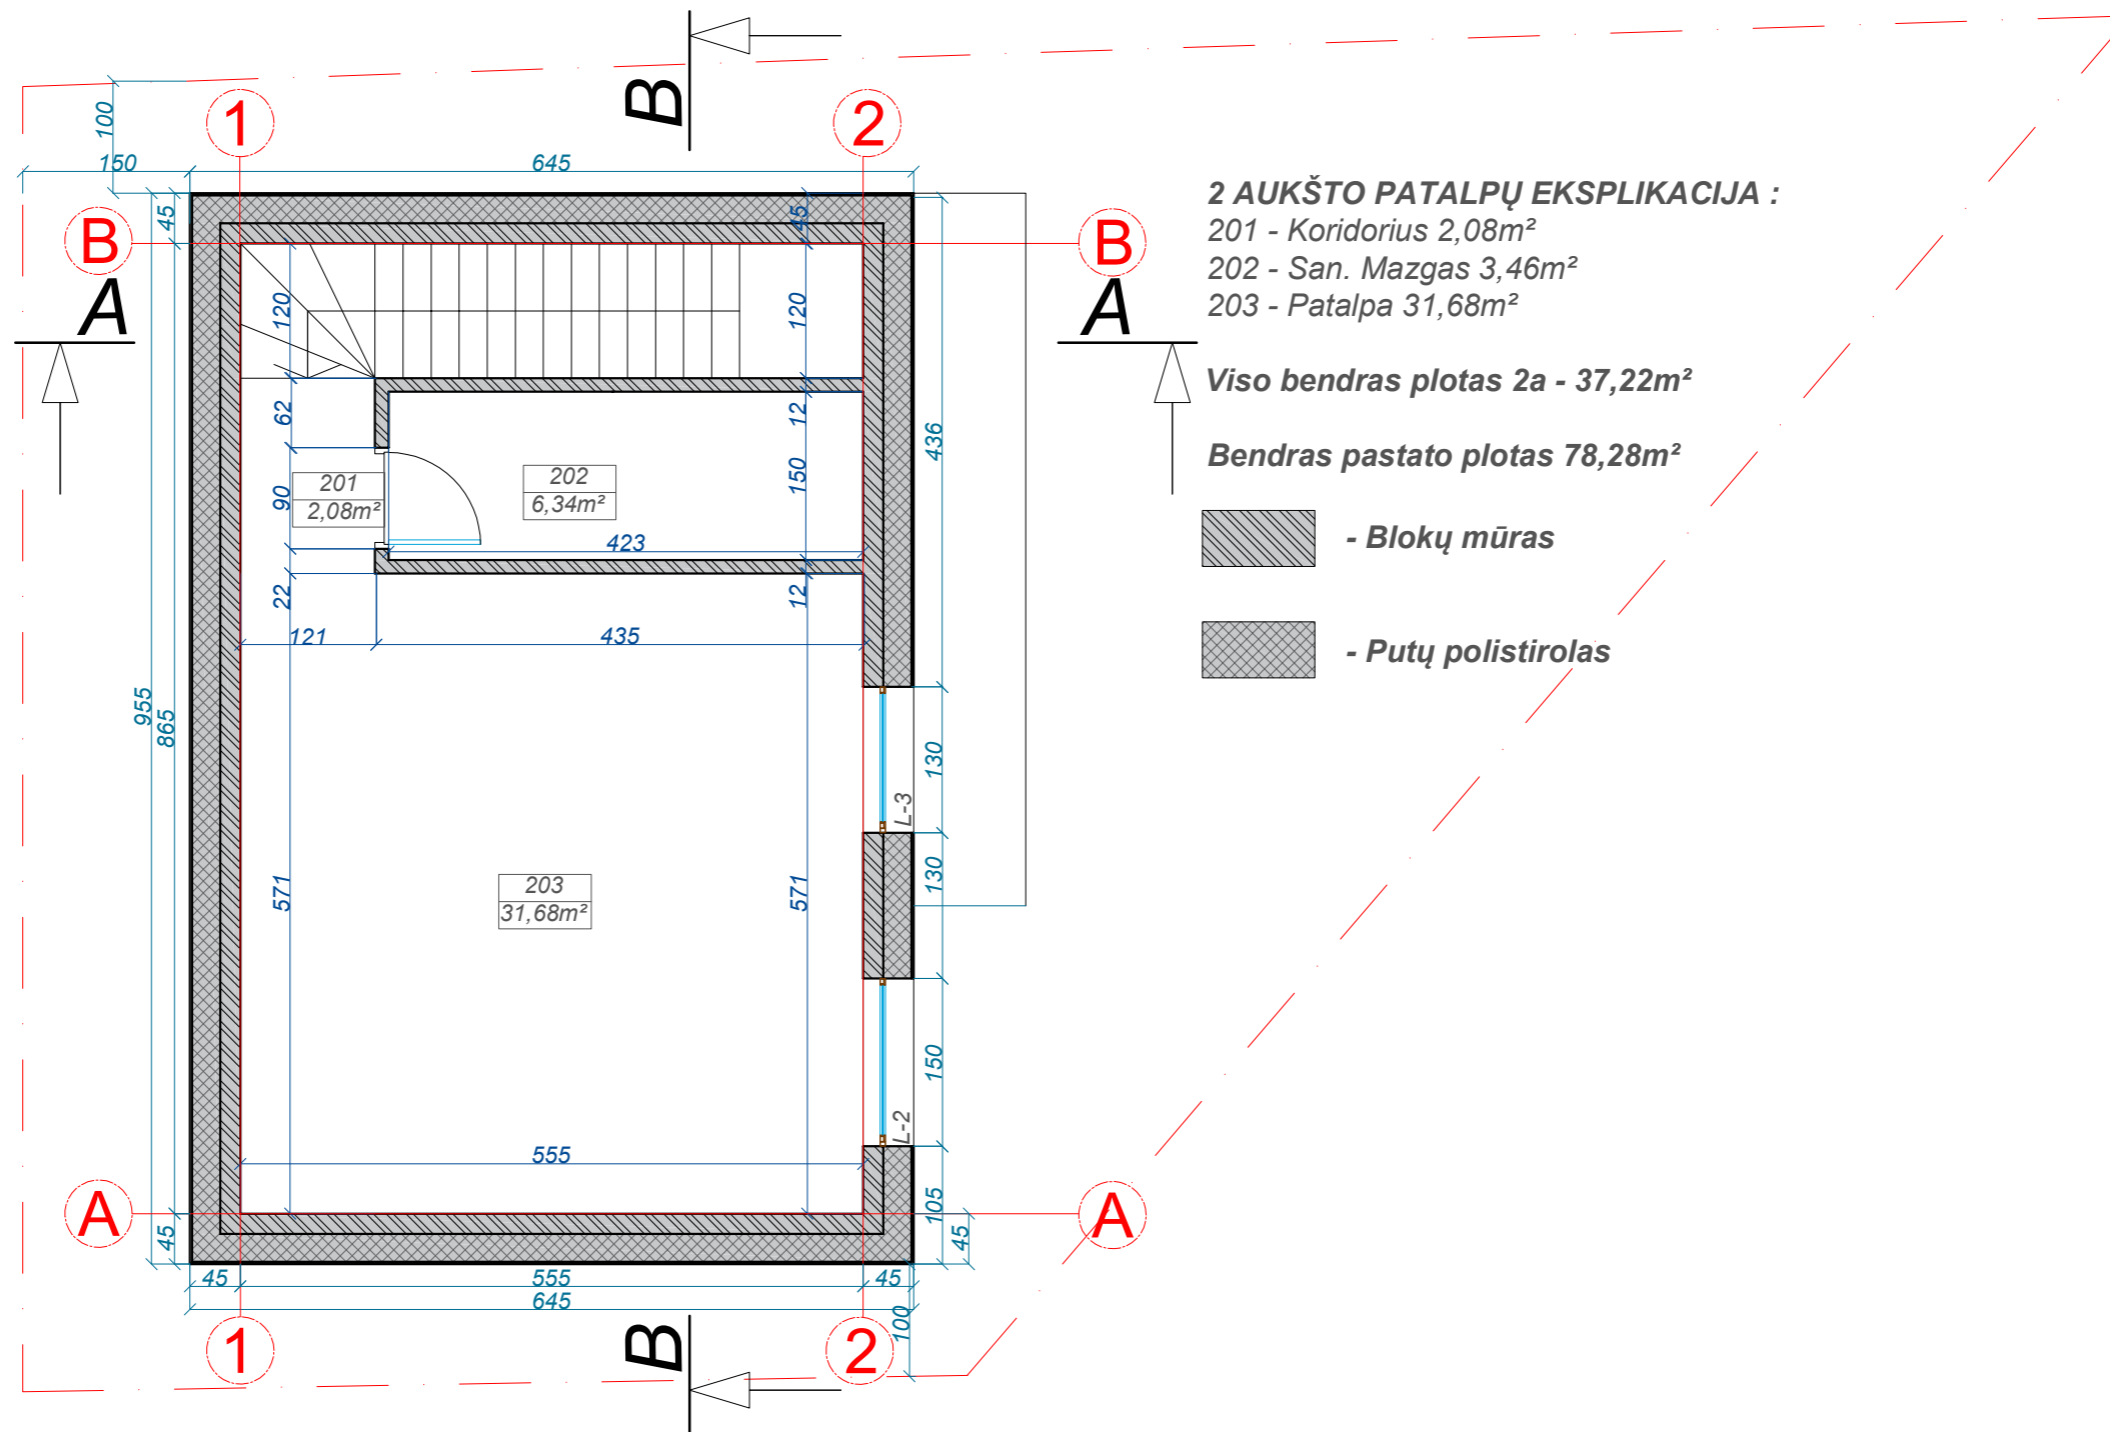 B
100
1
2
150
645
2 AUKŠTO PATALPŲ EKSPLIKACIJA :
201 - Koridorius 2,08m²
202 - San. Mazgas 3,46m²
203 - Patalpa 31,68m²
Viso bendras plotas 2a - 37,22m²
Bendras pastato plotas 78,28m²
- Blokų mūras
- Putų polistirolas
45
45
B
B
A
A
120
120
62
12
436
90
150
201
2,08m²
202
6,34m²
423
22
12
121
435
955
865
130
L-3
130
571
571
203
31,68m²
150
L-2
555
105
A
A
45
45
45
555
45
645
100
1
B
2